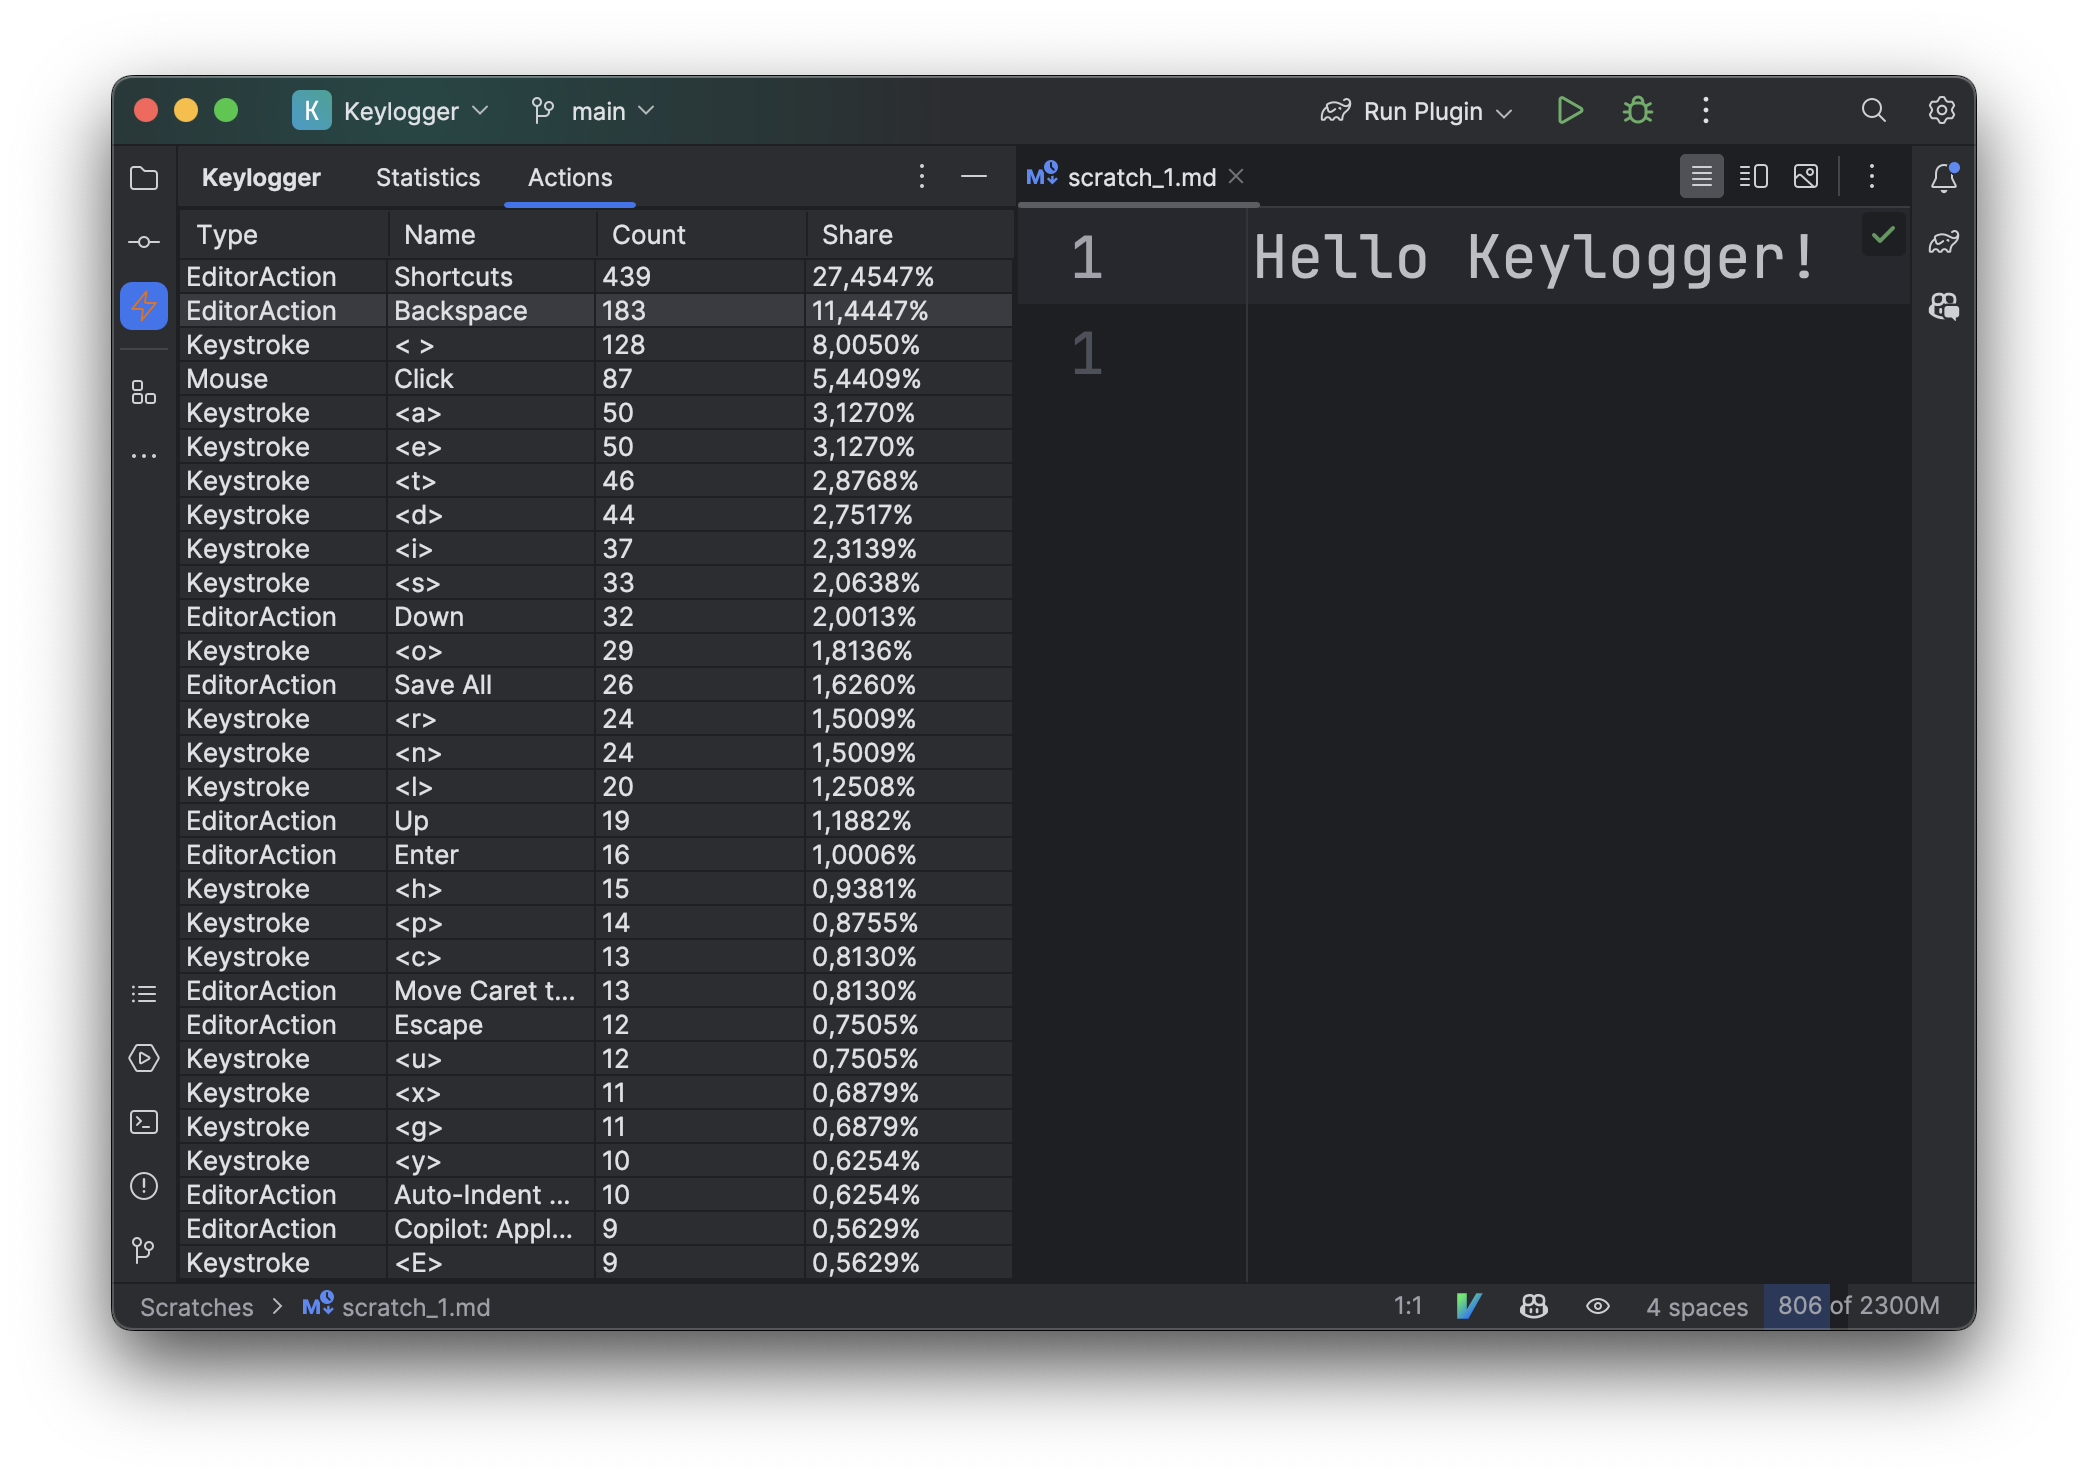 K Keylogger main Run Plugin
Keylogger Statistics Actions
scratch_1.md
Type Name Count Share
EditorAction Shortcuts 439 27,4547%
EditorAction Backspace 183 11,4447%
Keystroke < > 128 8,0050%
Mouse Click 87 5,4409%
Keystroke <a> 50 3,1270%
Keystroke <e> 50 3,1270%
Keystroke <t> 46 2,8768%
Keystroke <d> 44 2,7517%
Keystroke <i> 37 2,3139%
Keystroke <s> 33 2,0638%
EditorAction Down 32 2,0013%
Keystroke <o> 29 1,8136%
EditorAction Save All 26 1,6260%
Keystroke <r> 24 1,5009%
Keystroke <n> 24 1,5009%
Keystroke <l> 20 1,2508%
EditorAction Up 19 1,1882%
EditorAction Enter 16 1,0006%
Keystroke <h> 15 0,9381%
Keystroke <p> 14 0,8755%
Keystroke <c> 13 0,8130%
EditorAction Move Caret t... 13 0,8130%
EditorAction Escape 12 0,7505%
Keystroke <u> 12 0,7505%
Keystroke <x> 11 0,6879%
Keystroke <g> 11 0,6879%
Keystroke <y> 10 0,6254%
EditorAction Auto-Indent ... 10 0,6254%
EditorAction Copilot: Appl... 9 0,5629%
Keystroke <E> 9 0,5629%
1 Hello Keylogger!
1
Scratches > M scratch_1.md
1:1 4 spaces 806 of 2300M